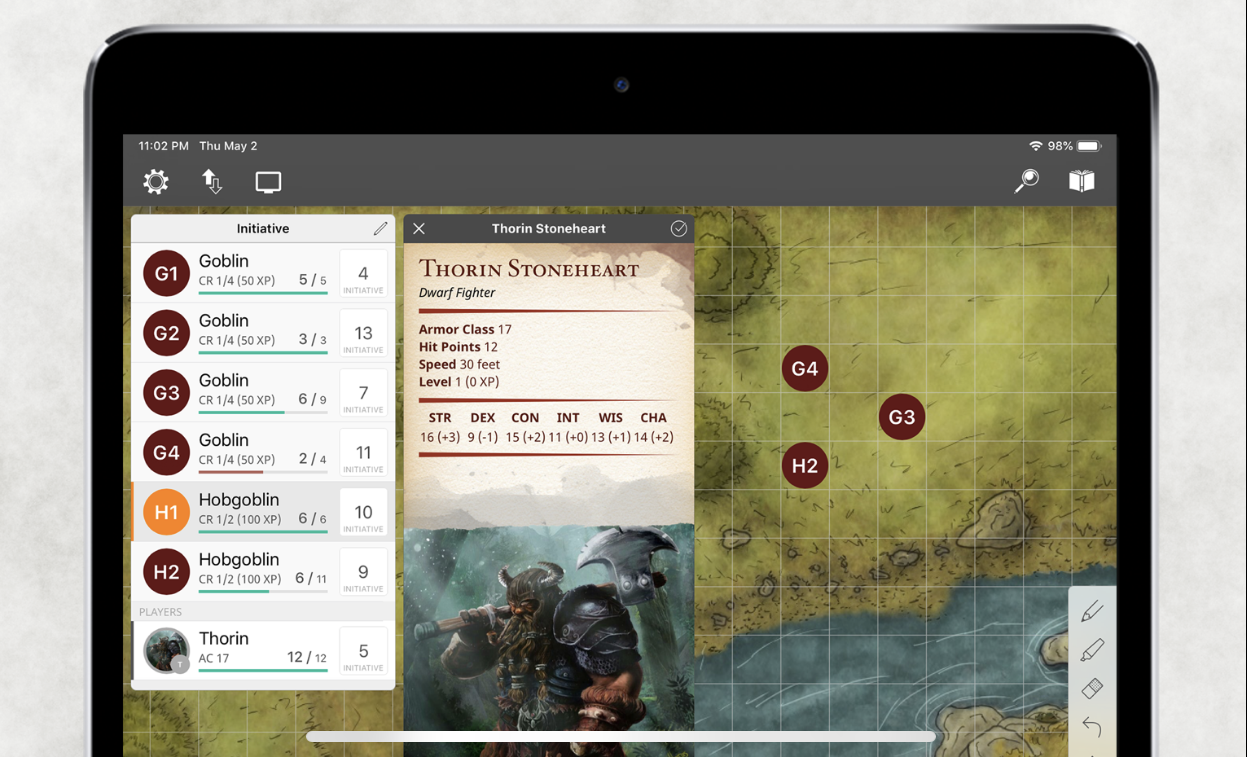 11:02 PM Thu May 2
98%
Initiative
G1
Goblin
CR 1/4 (50 XP)
5 / 5
4
INITIATIVE
G2
Goblin
CR 1/4 (50 XP)
3 / 3
13
INITIATIVE
G3
Goblin
CR 1/4 (50 XP)
6 / 9
7
INITIATIVE
G4
Goblin
CR 1/4 (50 XP)
2 / 4
11
INITIATIVE
H1
Hobgoblin
CR 1/2 (100 XP)
6 / 6
10
INITIATIVE
H2
Hobgoblin
CR 1/2 (100 XP)
6 / 11
9
INITIATIVE
PLAYERS
T
Thorin
AC 17
12 / 12
5
INITIATIVE
Thorin Stoneheart
Thorin Stoneheart
Dwarf Fighter
Armor Class 17
Hit Points 12
Speed 30 feet
Level 1 (0 XP)
STR DEX CON INT WIS CHA
16 (+3) 9 (-1) 15 (+2) 11 (+0) 13 (+1) 14 (+2)
G4
G3
H2